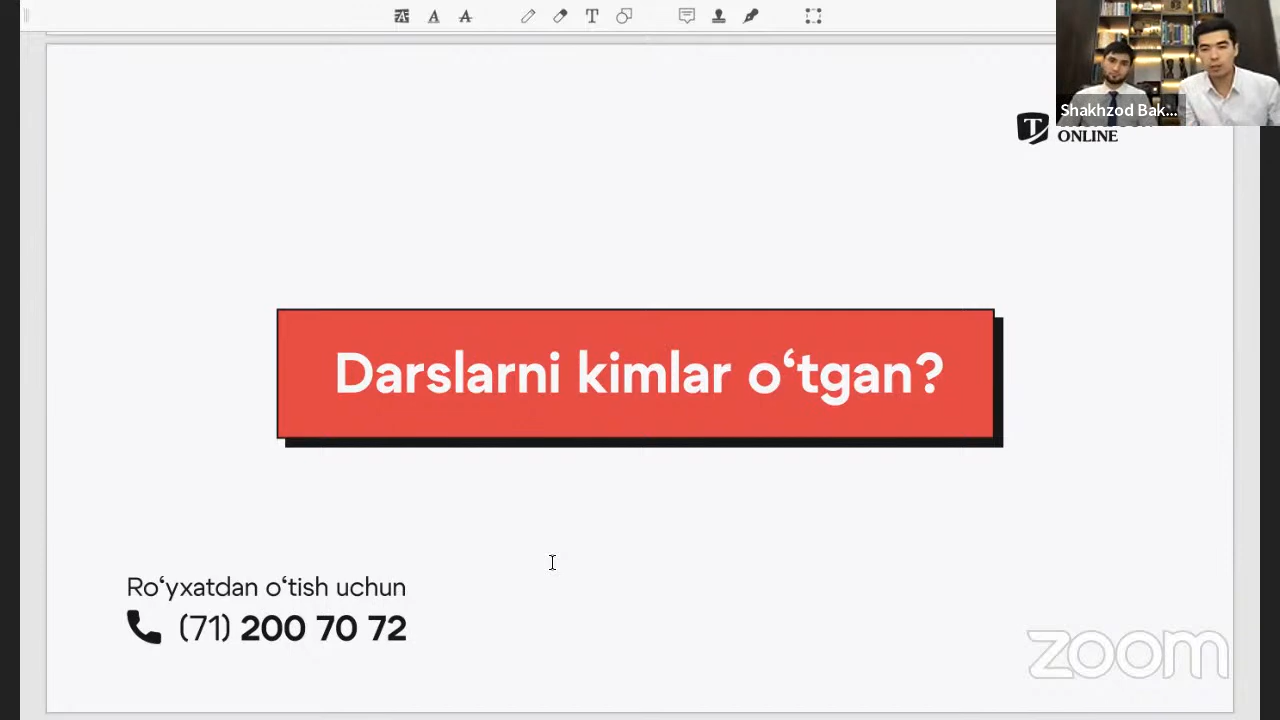 Shakhzod Bak...
ONLINE
Darslarni kimlar o‘tgan?
Ro‘yxatdan o‘tish uchun
(71) 200 70 72
zoom